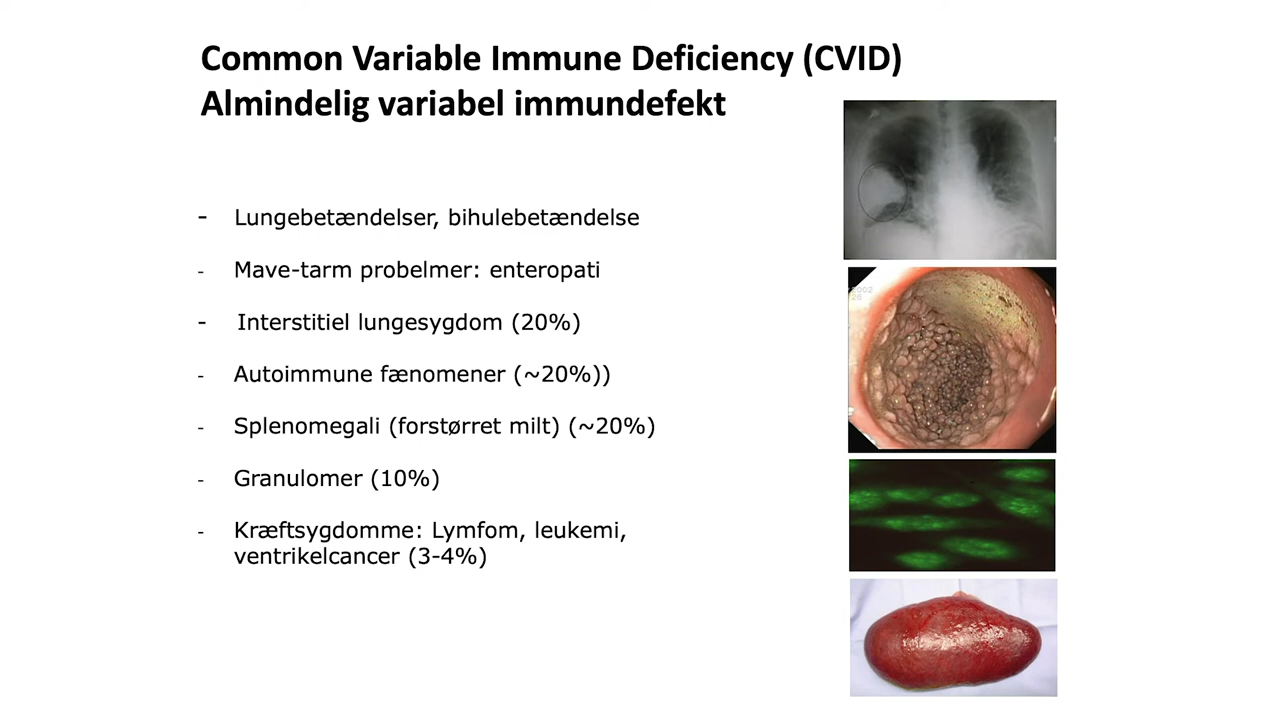 Common Variable Immune Deficiency (CVID)
Almindelig variabel immundefekt
- Lungebetændelser, bihulebetændelse
- Mave-tarm probelmer: enteropati
- Interstitiel lungesygdom (20%)
- Autoimmune fænomener (~20%))
- Splenomegali (forstørret milt) (~20%)
- Granulomer (10%)
- Kræftsygdomme: Lymfom, leukemi,
ventrikelcancer (3-4%)